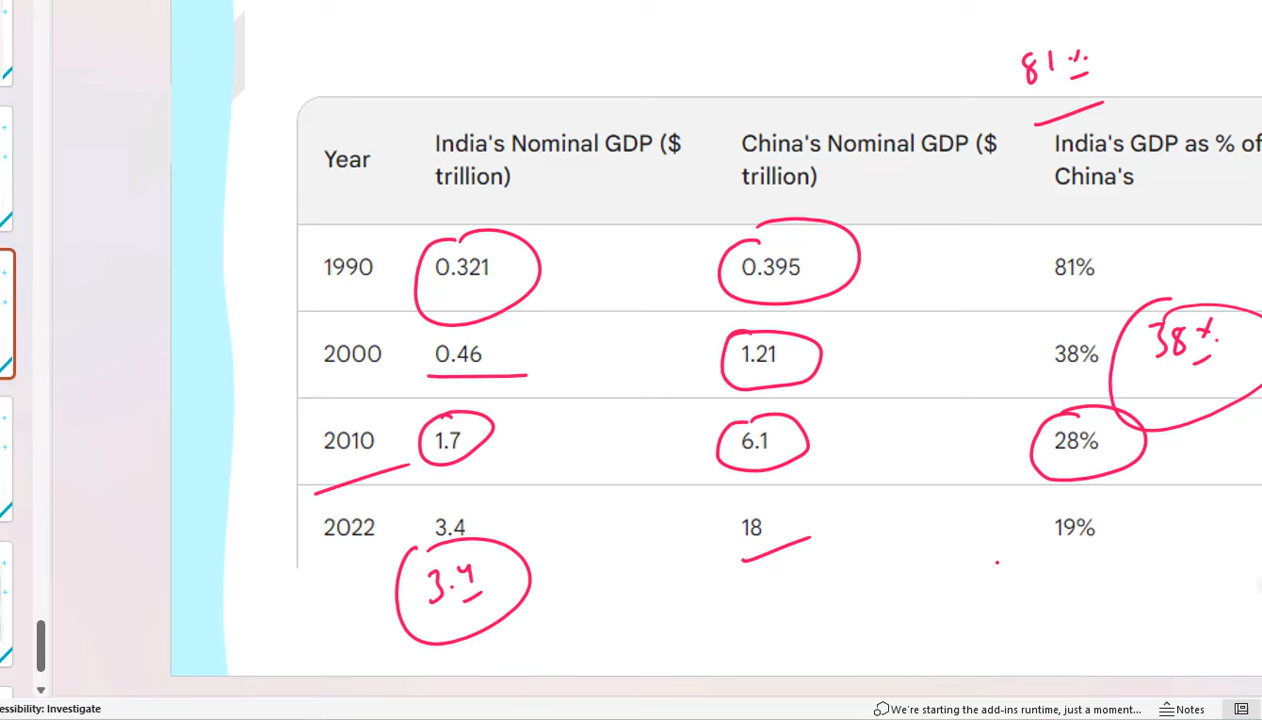 81%
Year
India's Nominal GDP ($
trillion)
China's Nominal GDP ($
trillion)
India's GDP as % of
China's
1990 0.321 0.395 81%
2000 0.46 1.21 38% 38%
2010 1.7 6.1 28%
2022 3.4 18 19%
3.4
essibility: Investigate
We're starting the add-ins runtime, just a moment...
Notes